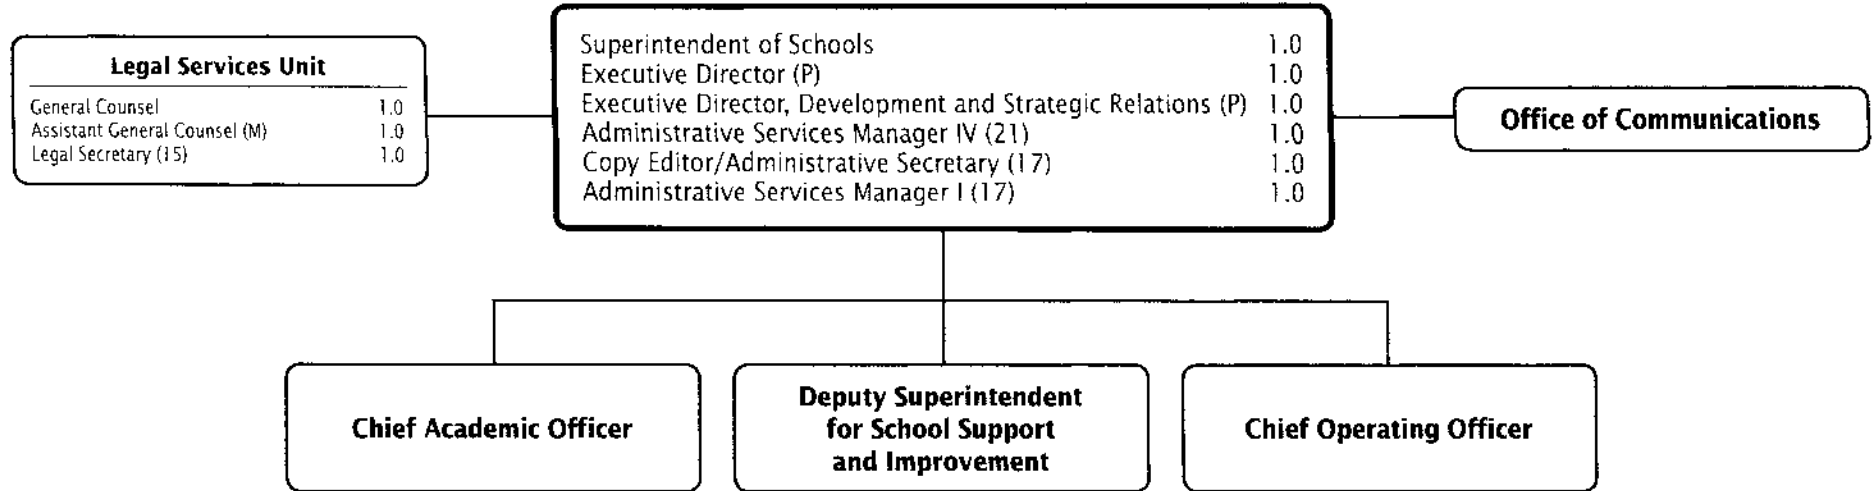 Legal Services Unit
General Counsel 1.0
Assistant General Counsel (M) 1.0
Legal Secretary (15) 1.0
Superintendent of Schools 1.0
Executive Director (P) 1.0
Executive Director, Development and Strategic Relations (P) 1.0
Administrative Services Manager IV (21) 1.0
Copy Editor/Administrative Secretary (17) 1.0
Administrative Services Manager I (17) 1.0
Office of Communications
Chief Academic Officer
Deputy Superintendent
for School Support
and Improvement
Chief Operating Officer